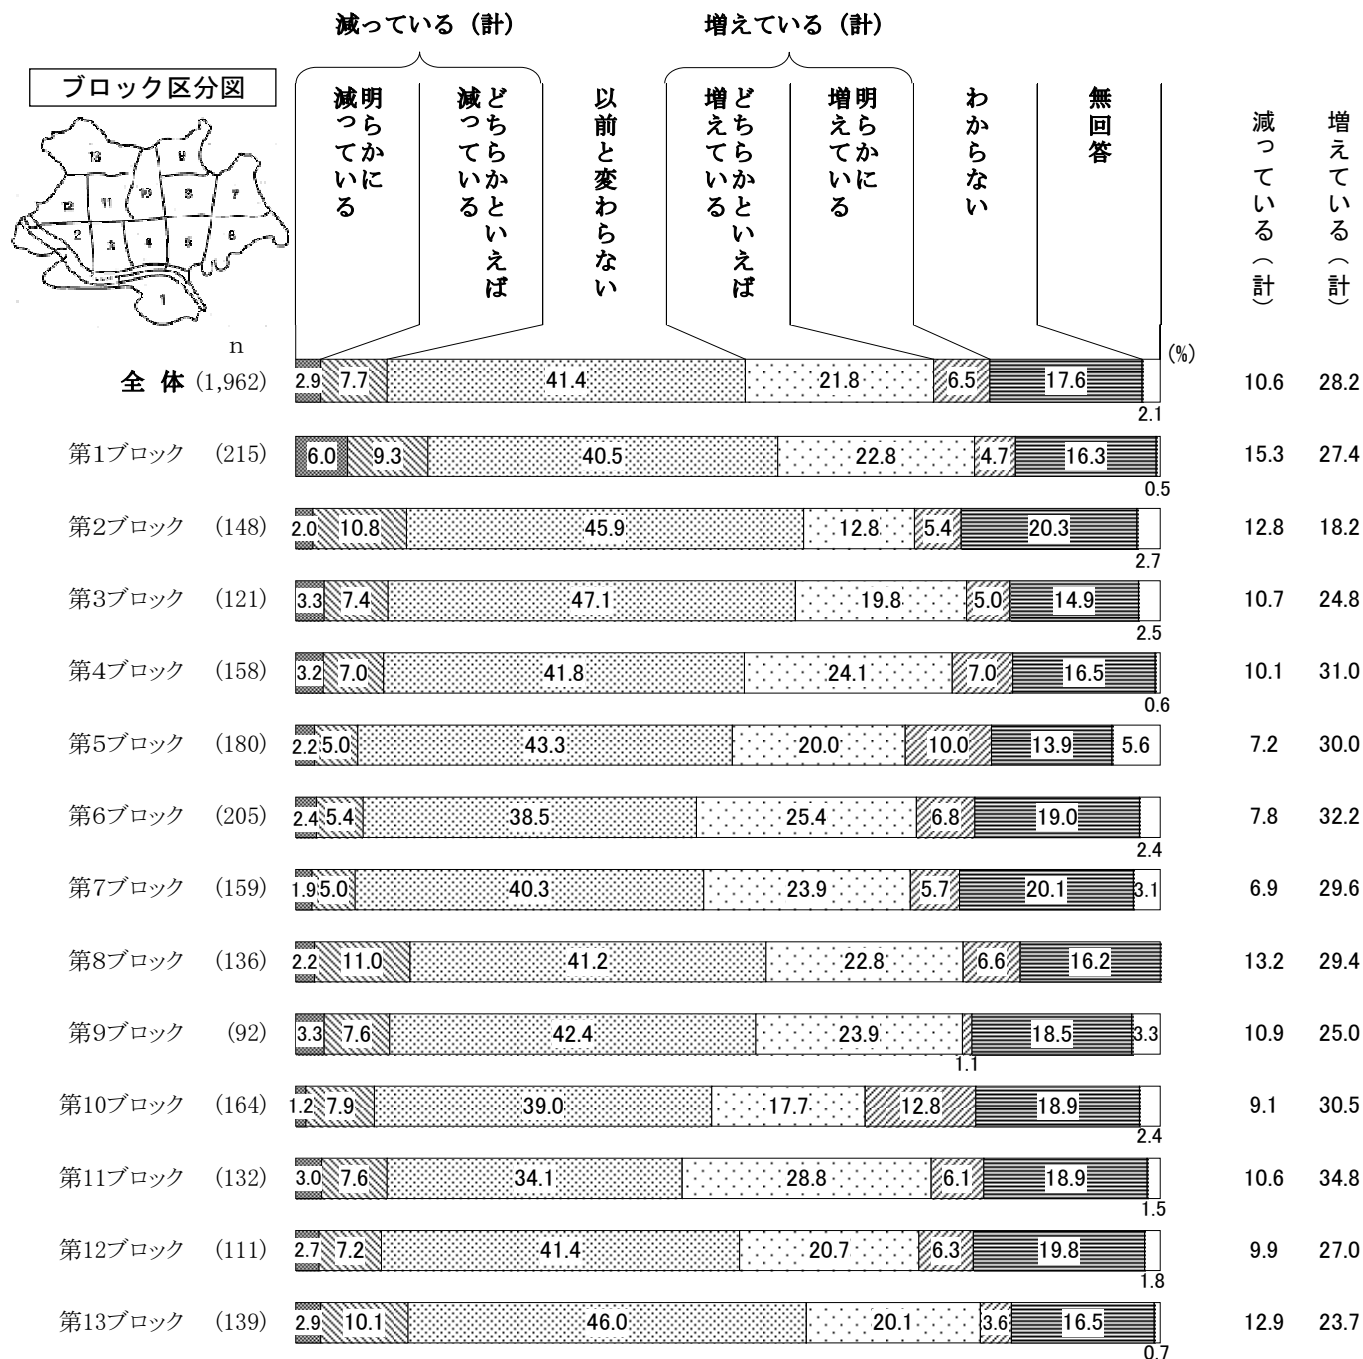 減っている（計） 増えている（計）
ブロック区分図
明らかに減っている どちらかといえば減っている 以前と変わらない どちらかといえば増えている 明らかに増えている わからない 無回答 減っている（計） 増えている（計）
13 9
12 11 10 8 7
2 3 4 5 6
1
n
(%)
全 体 (1,962) 2.9 7.7 41.4 21.8 6.5 17.6 2.1 10.6 28.2
第1ブロック (215) 6.0 9.3 40.5 22.8 4.7 16.3 0.5 15.3 27.4
第2ブロック (148) 2.0 10.8 45.9 12.8 5.4 20.3 2.7 12.8 18.2
第3ブロック (121) 3.3 7.4 47.1 19.8 5.0 14.9 2.5 10.7 24.8
第4ブロック (158) 3.2 7.0 41.8 24.1 7.0 16.5 0.6 10.1 31.0
第5ブロック (180) 2.2 5.0 43.3 20.0 10.0 13.9 5.6 7.2 30.0
第6ブロック (205) 2.4 5.4 38.5 25.4 6.8 19.0 2.4 7.8 32.2
第7ブロック (159) 1.9 5.0 40.3 23.9 5.7 20.1 3.1 6.9 29.6
第8ブロック (136) 2.2 11.0 41.2 22.8 6.6 16.2 13.2 29.4
第9ブロック (92) 3.3 7.6 42.4 23.9 1.1 18.5 3.3 10.9 25.0
第10ブロック (164) 1.2 7.9 39.0 17.7 12.8 18.9 2.4 9.1 30.5
第11ブロック (132) 3.0 7.6 34.1 28.8 6.1 18.9 1.5 10.6 34.8
第12ブロック (111) 2.7 7.2 41.4 20.7 6.3 19.8 1.8 9.9 27.0
第13ブロック (139) 2.9 10.1 46.0 20.1 3.6 16.5 0.7 12.9 23.7